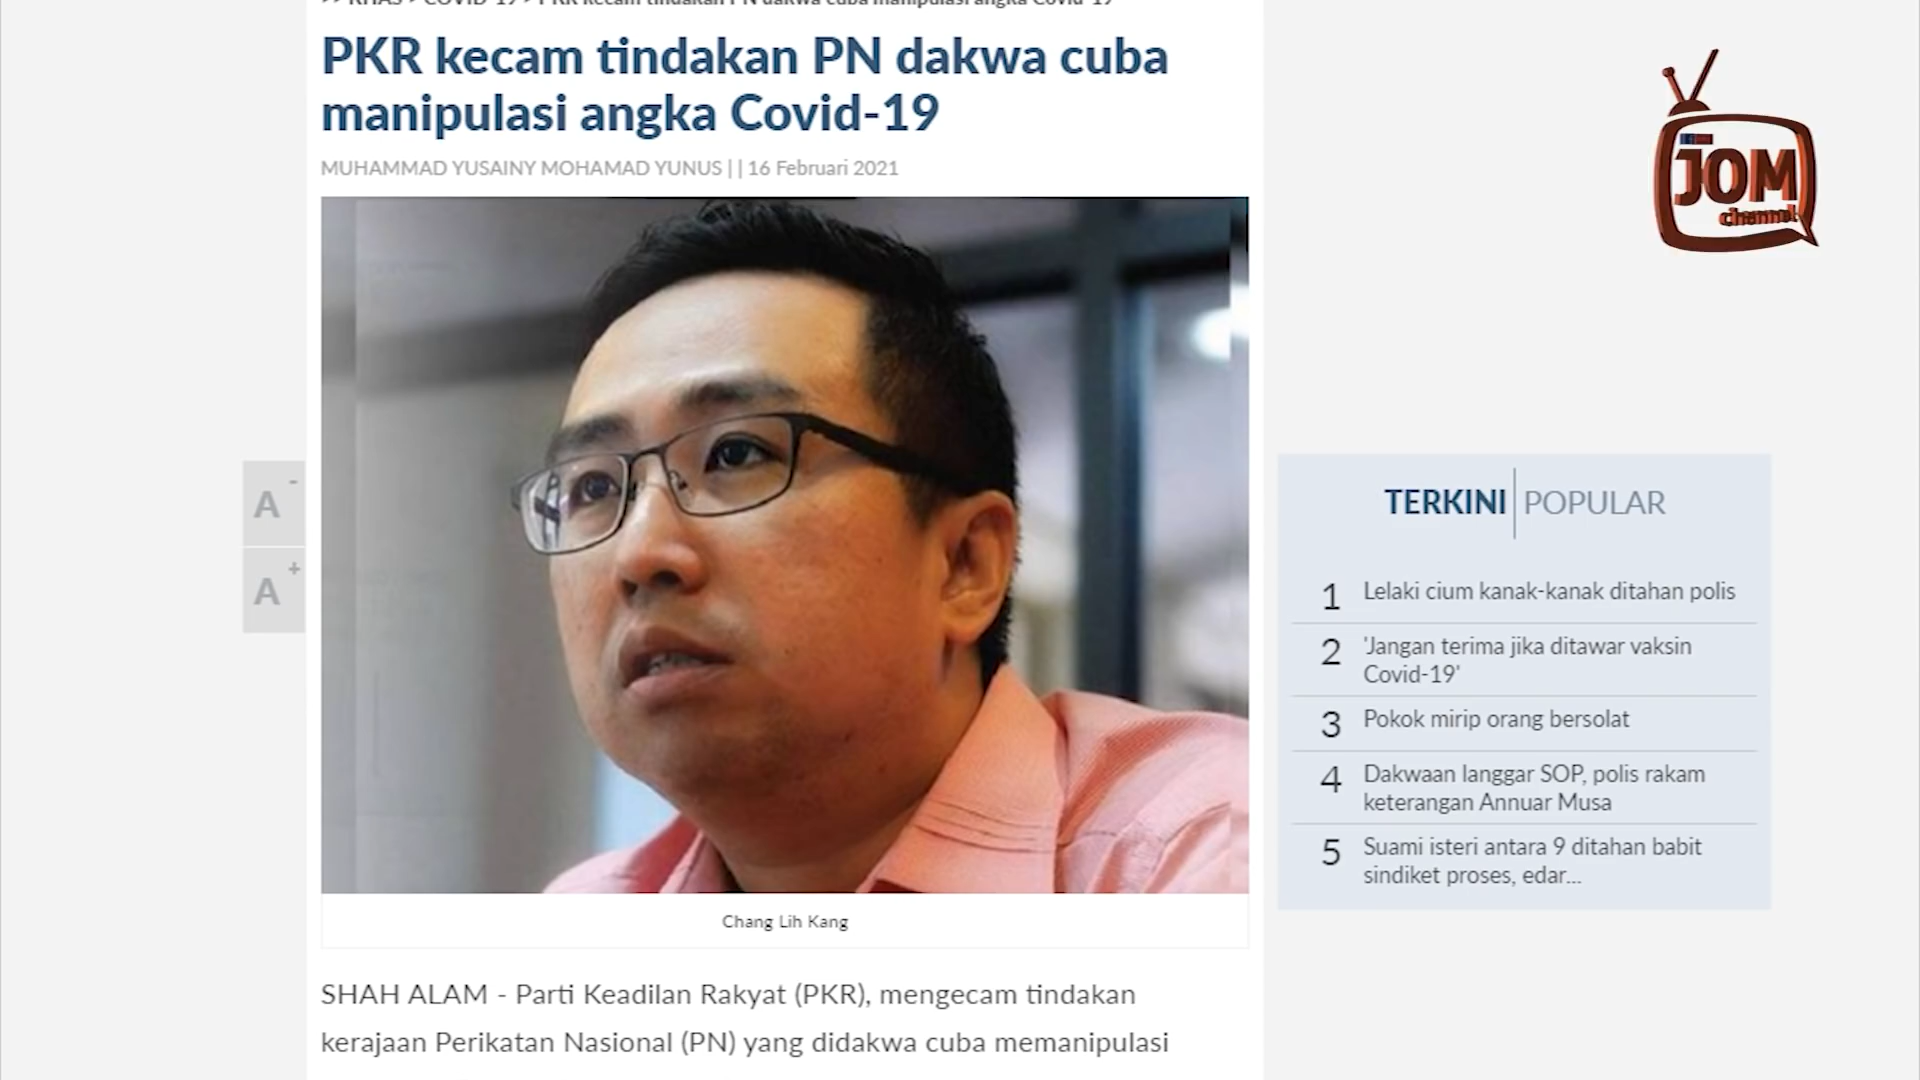 >> KHAS > COVID-19 > PKR kecam tindakan PN dakwa cuba manipulasi angka Covid-19
PKR kecam tindakan PN dakwa cuba
manipulasi angka Covid-19
MUHAMMAD YUSAINY MOHAMAD YUNUS | | 16 Februari 2021
JOM
channel
A-
A+
Chang Lih Kang
SHAH ALAM - Parti Keadilan Rakyat (PKR), mengecam tindakan
kerajaan Perikatan Nasional (PN) yang didakwa cuba memanipulasi
TERKINI POPULAR
1 Lelaki cium kanak-kanak ditahan polis
2 'Jangan terima jika ditawar vaksin
Covid-19'
3 Pokok mirip orang bersolat
4 Dakwaan langgar SOP, polis rakam
keterangan Annuar Musa
5 Suami isteri antara 9 ditahan babit
sindiket proses, edar...